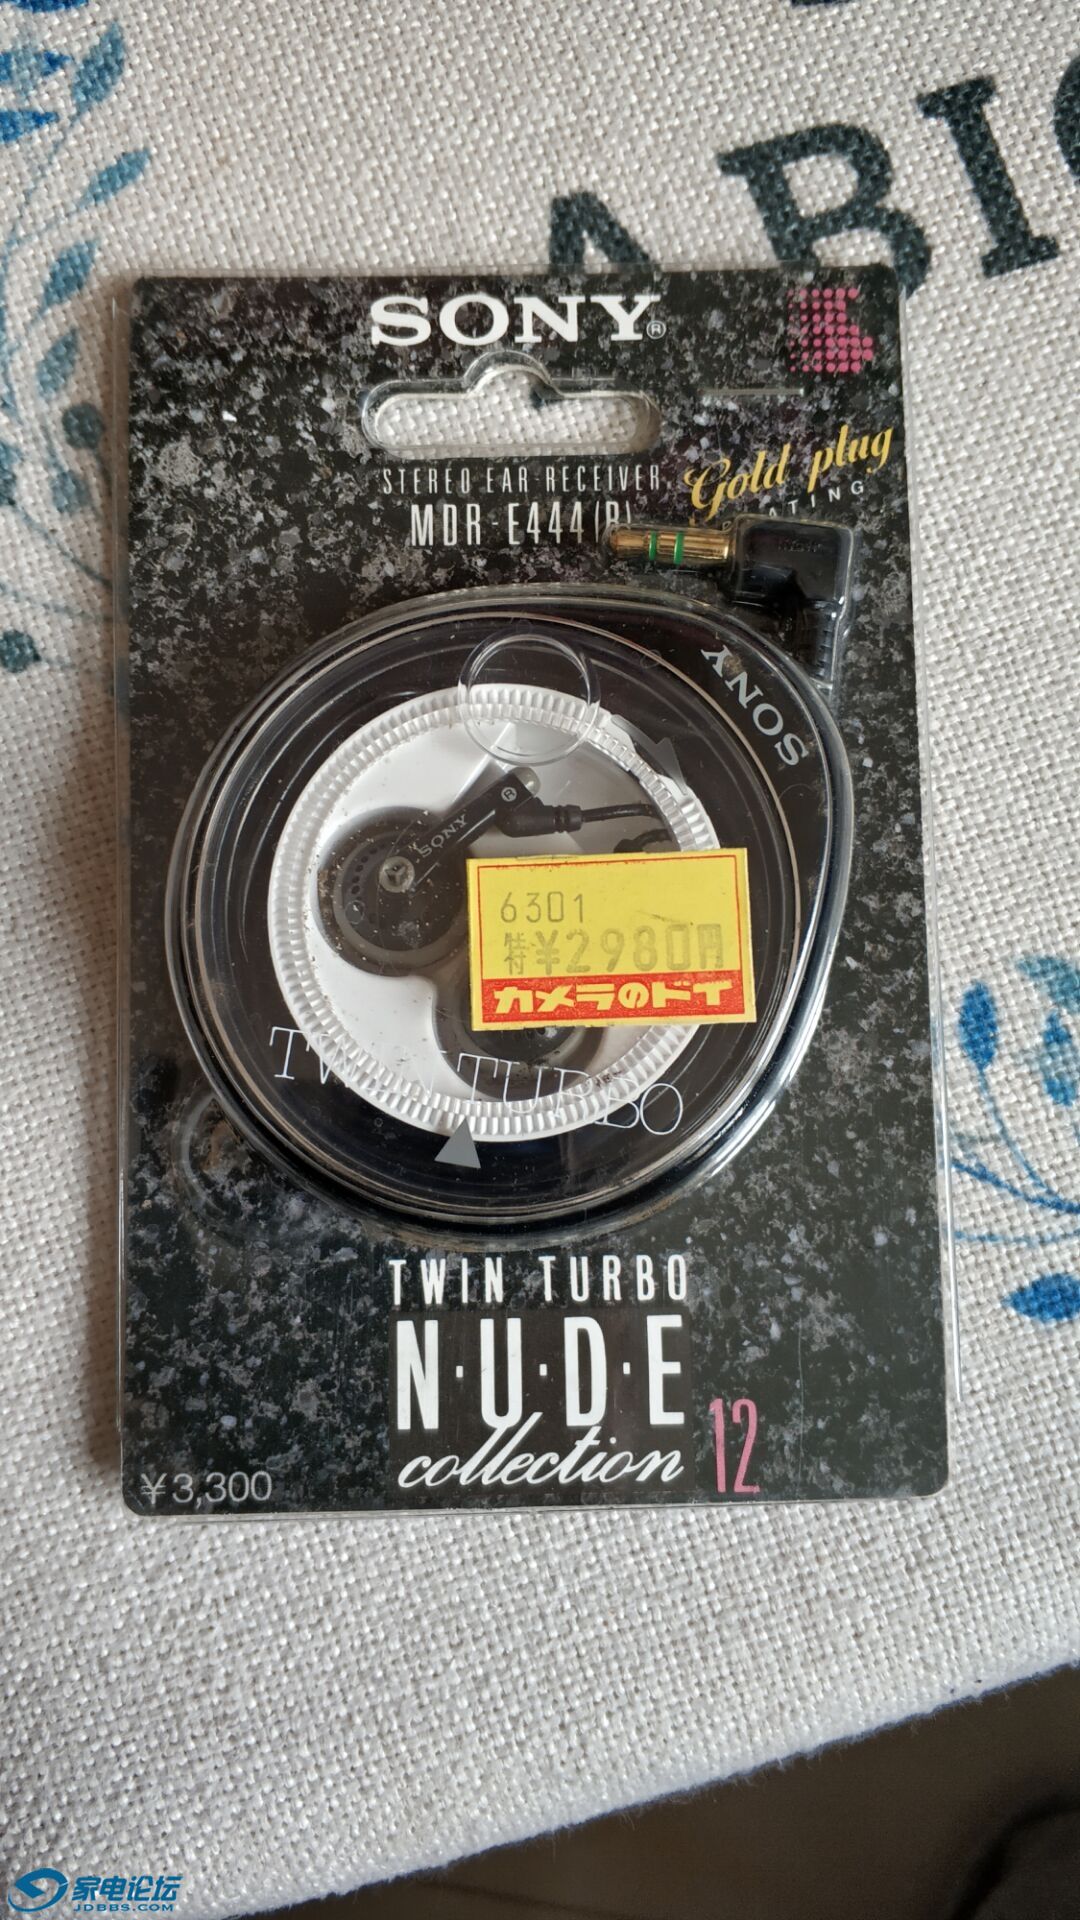 ABIC
SONY®
STEREO EAR-RECEIVER
MDR-E444(B)
Gold plug
SONY
SONY ®
6301
特 ¥2980円
カメラのドイ
TWIN TURBO
TWIN TURBO
N·U·D·E
collection 12
¥3,300
家电论坛
JDBBS.COM